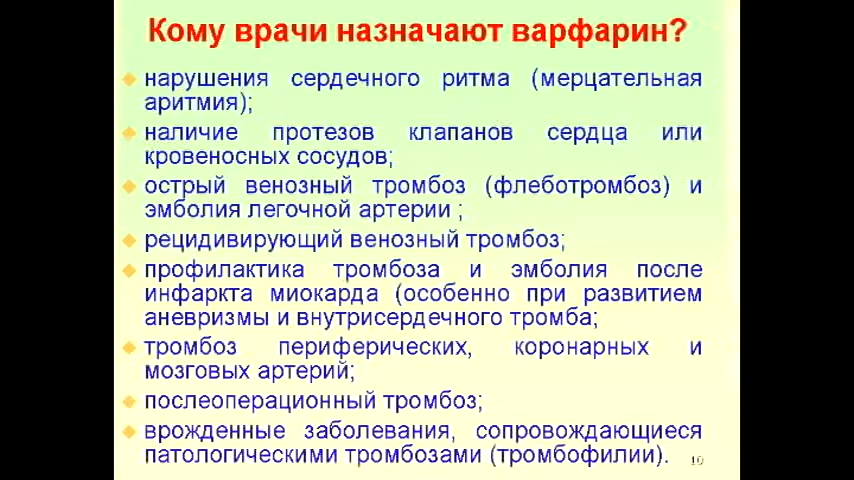 Кому врачи назначают варфарин?
нарушения сердечного ритма (мерцательная
аритмия);
наличие протезов клапанов сердца или
кровеносных сосудов;
острый венозный тромбоз (флеботромбоз) и
эмболия легочной артерии ;
рецидивирующий венозный тромбоз;
профилактика тромбоза и эмболия после
инфаркта миокарда (особенно при развитием
аневризмы и внутрисердечного тромба;
тромбоз периферических, коронарных и
мозговых артерий;
послеоперационный тромбоз;
врожденные заболевания, сопровождающиеся
патологическими тромбозами (тромбофилии).
10